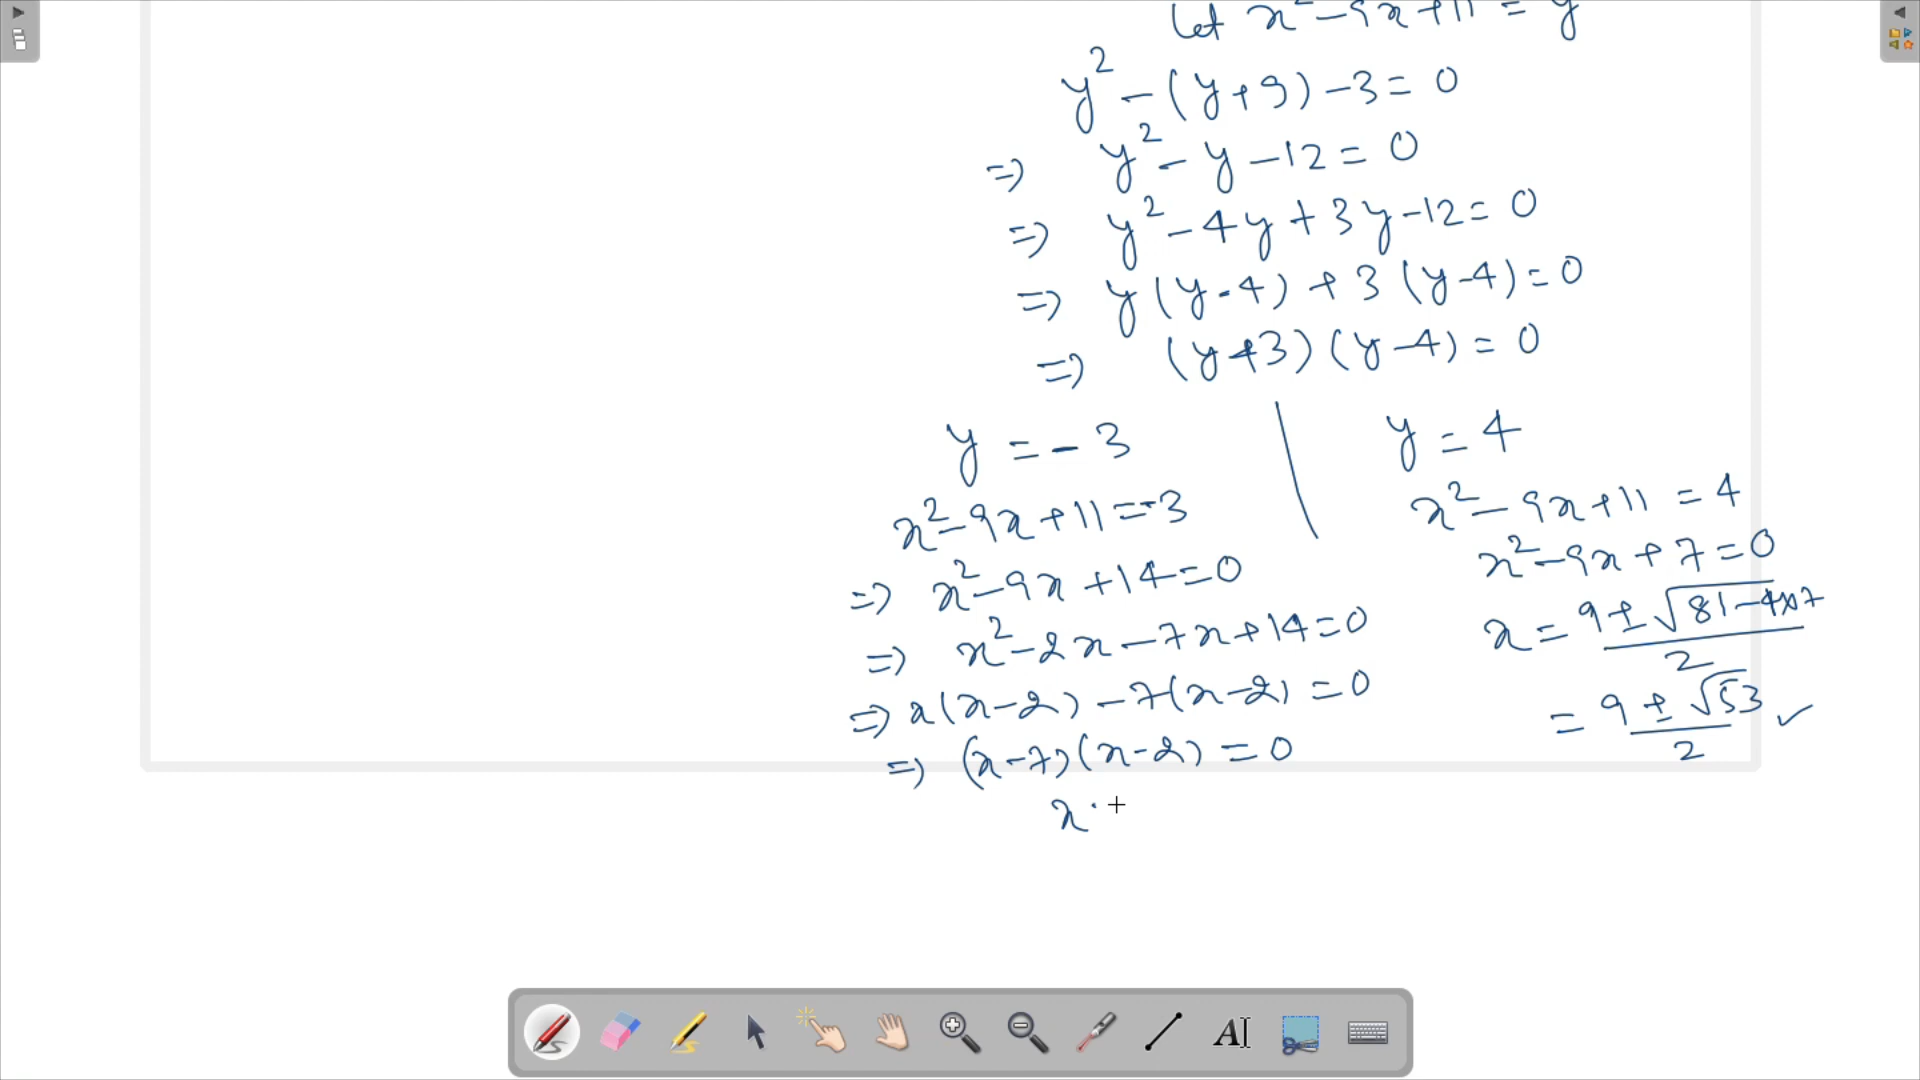 Let x² - 9x + 11 = y
y² - (y+9) - 3 = 0
=> y² - y - 12 = 0
=> y² - 4y + 3y - 12 = 0
=> y(y-4) + 3(y-4) = 0
=> (y+3)(y-4) = 0
y = -3
x² - 9x + 11 = -3
=> x² - 9x + 14 = 0
=> x² - 2x - 7x + 14 = 0
=> x(x-2) - 7(x-2) = 0
=> (x-7)(x-2) = 0
x
y = 4
x² - 9x + 11 = 4
x² - 9x + 7 = 0
x = (9 ± √(81 - 4×7))/2
= (9 ± √53)/2 ✓
AI